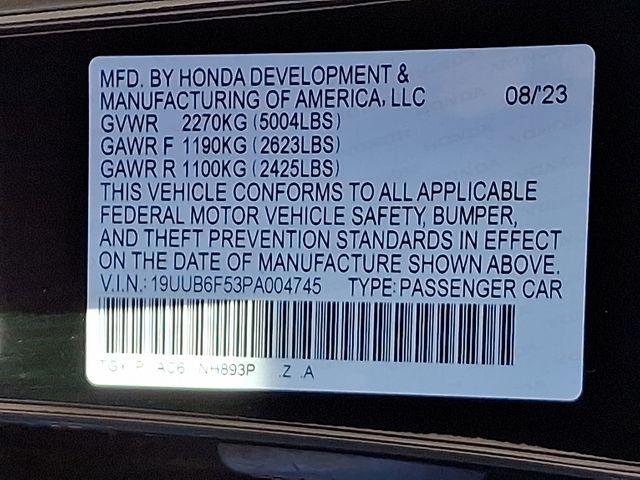 MFD. BY HONDA DEVELOPMENT &
MANUFACTURING OF AMERICA, LLC 08/'23
GVWR 2270KG (5004LBS)
GAWR F 1190KG (2623LBS)
GAWR R 1100KG (2425LBS)
THIS VEHICLE CONFORMS TO ALL APPLICABLE
FEDERAL MOTOR VEHICLE SAFETY, BUMPER,
AND THEFT PREVENTION STANDARDS IN EFFECT
ON THE DATE OF MANUFACTURE SHOWN ABOVE.
V.I.N.: 19UUB6F53PA004745 TYPE: PASSENGER CAR
NH893P .Z .A